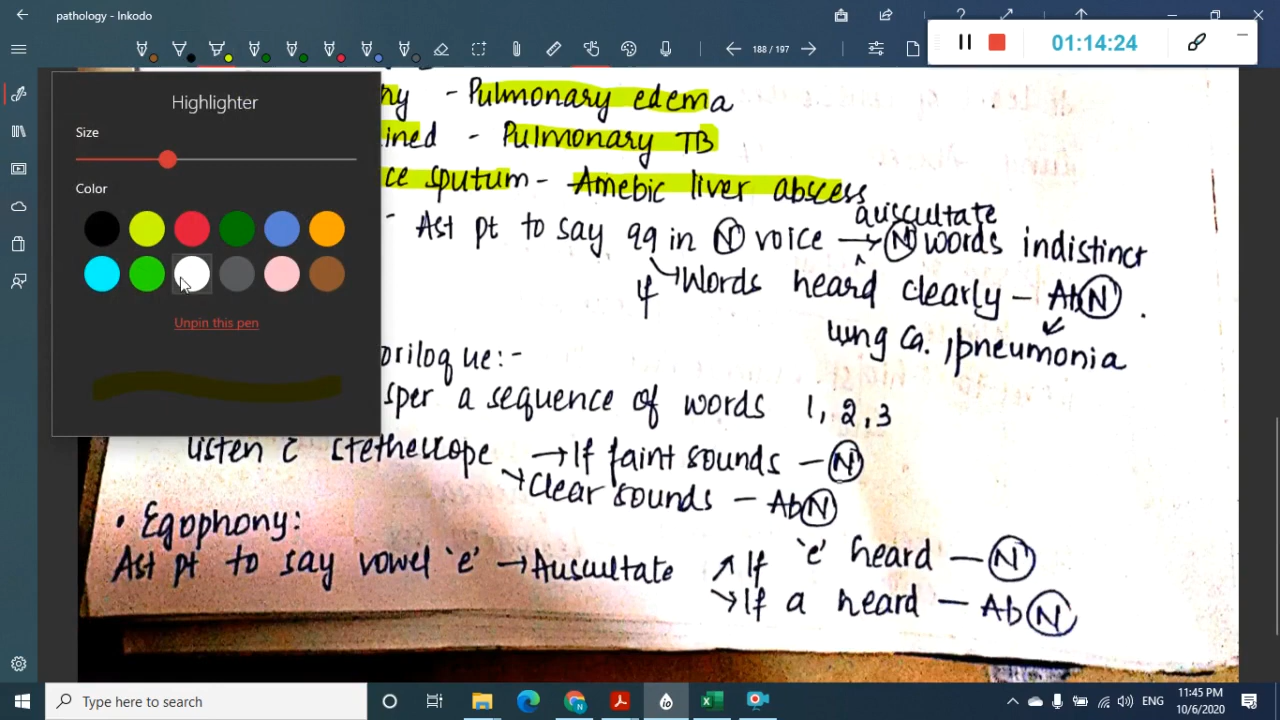 pathology - Inkodo
01:14:24
188 / 197
Highlighter
Size
Color
Unpin this pen
ny - Pulmonary edema
ined - Pulmonary TB
ce sputum - Amebic liver abscess
- Ast pt to say 99 in N voice → N words indistinct
auscultate
If Words heard clearly - AbN.
lung Ca. , pneumonia
oriloque:-
sper a sequence of words 1, 2, 3
listen c stethescope → If faint sounds - N
→ Clear sounds - AbN
• Egophony:
Ast pt to say vowel 'e' → Auscultate ↗ If 'e' heard - N
↘ If a heard - AbN
Type here to search
ENG
11:45 PM
10/6/2020